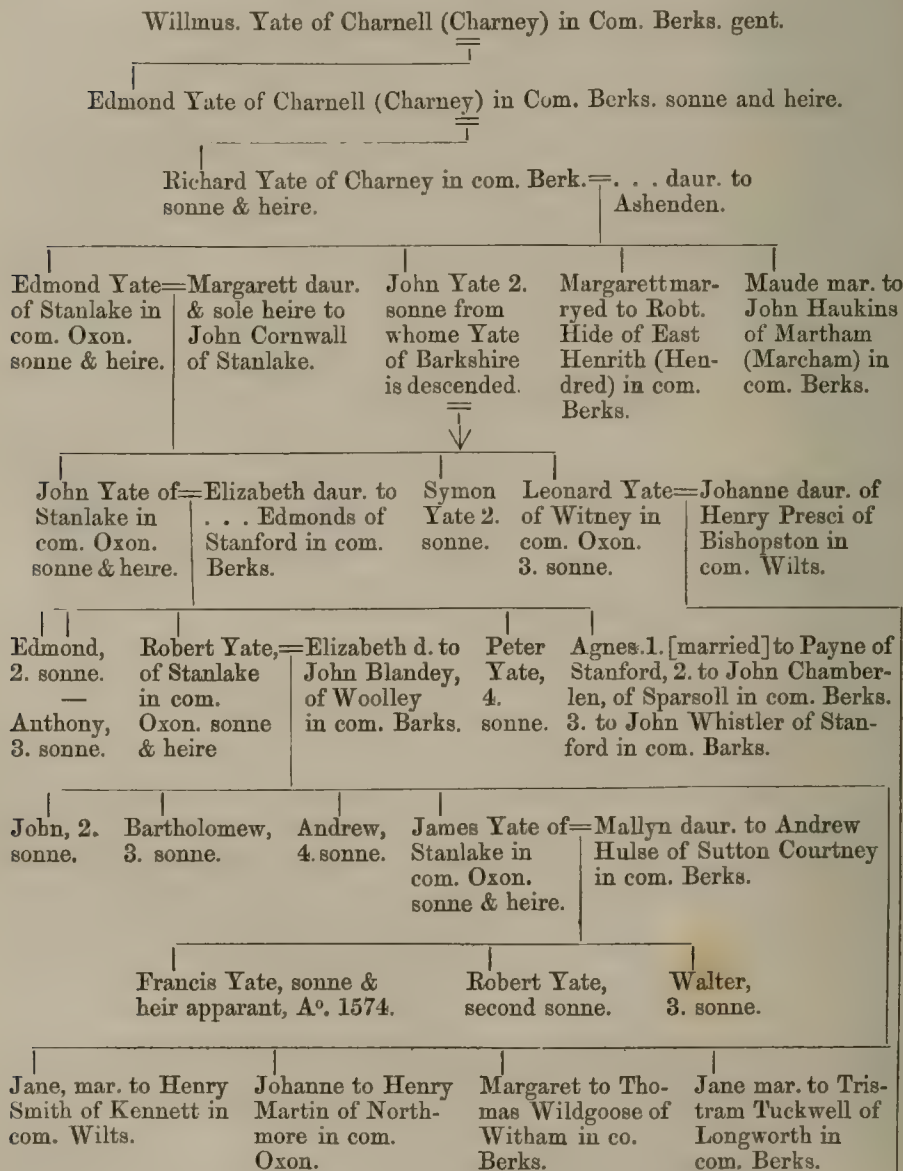 Willmus. Yate of Charnell (Charney) in Com. Berks. gent.
Edmond Yate of Charnell (Charney) in Com. Berks. sonne and heire.
Richard Yate of Charney in com. Berk.=. . . daur. to
sonne & heire. Ashenden.
Edmond Yate=
of Stanlake in
com. Oxon.
sonne & heire.
Margarett daur.
& sole heire to
John Cornwall
of Stanlake.
John Yate 2.
sonne from
whome Yate
of Barkshire
is descended.
Margarett mar-
ryed to Robt.
Hide of East
Henrith (Hen-
dred) in com.
Berks.
Maude mar. to
John Haukins
of Martham
(Marcham) in
com. Berks.
John Yate of=
Stanlake in
com. Oxon.
sonne & heire.
Elizabeth daur. to
. . . Edmonds of
Stanford in com.
Berks.
Symon
Yate 2.
sonne.
Leonard Yate=
of Witney in
com. Oxon.
3. sonne.
Johanne daur. of
Henry Presci of
Bishopston in
com. Wilts.
Edmond,
2. sonne.
—
Anthony,
3. sonne.
Robert Yate,=
of Stanlake
in com.
Oxon. sonne
& heire
Elizabeth d. to
John Blandey,
of Woolley
in com. Barks.
Peter
Yate,
4.
sonne.
Agnes.1. [married] to Payne of
Stanford, 2. to John Chamber-
len, of Sparsoll in com. Berks.
3. to John Whistler of Stan-
ford in com. Barks.
John, 2.
sonne.
Bartholomew,
3. sonne.
Andrew,
4. sonne.
James Yate of=
Stanlake in
com. Oxon.
sonne & heire.
Mallyn daur. to Andrew
Hulse of Sutton Courtney
in com. Berks.
Francis Yate, sonne &
heir apparant, Aº. 1574.
Robert Yate,
second sonne.
Walter,
3. sonne.
Jane, mar. to Henry
Smith of Kennett in
com. Wilts.
Johanne to Henry
Martin of North-
more in com.
Oxon.
Margaret to Tho-
mas Wildgoose of
Witham in co.
Berks.
Jane mar. to Tris-
tram Tuckwell of
Longworth in
com. Berks.